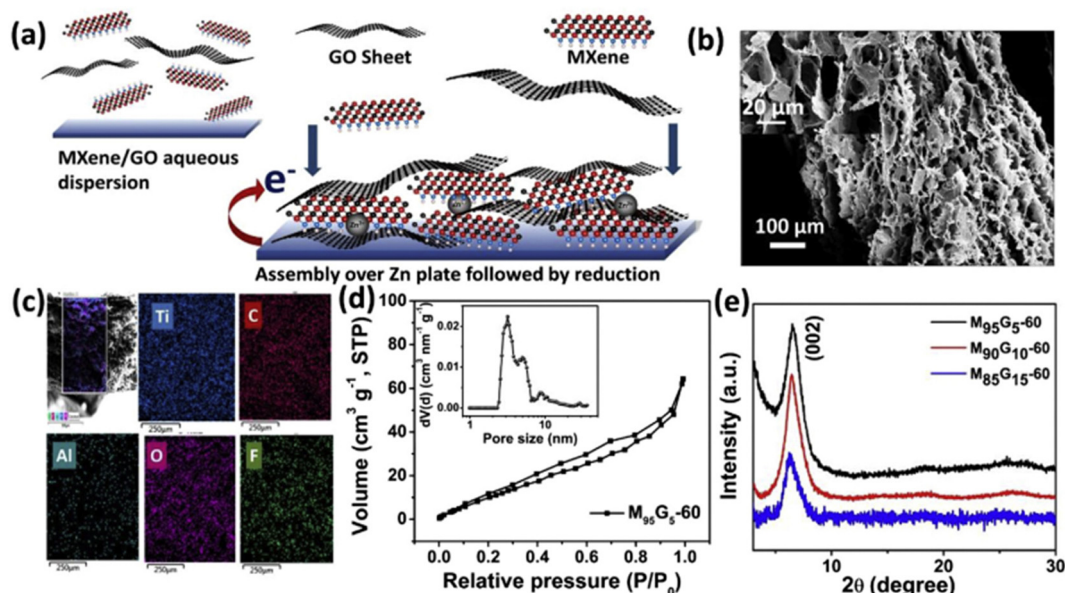 (a)
GO Sheet
MXene
MXene/GO aqueous
dispersion
e-
Assembly over Zn plate followed by reduction
(b)
20 μm
100 μm
(c)
Ti
C
250μm
250μm
Al
O
F
250μm
250μm
250μm
(d)
Volume (cm³ g⁻¹, STP)
100
80
60
40
20
0
0.0
0.2
0.4
0.6
0.8
1.0
Relative pressure (P/P₀)
M₉₅G₅-60
dV(d) (cm³ nm⁻¹ g⁻¹)
0.02
0.01
0.00
1
10
Pore size (nm)
(e)
Intensity (a.u.)
(002)
M₉₅G₅-60
M₉₀G₁₀-60
M₈₅G₁₅-60
5
10
15
20
25
30
2θ (degree)